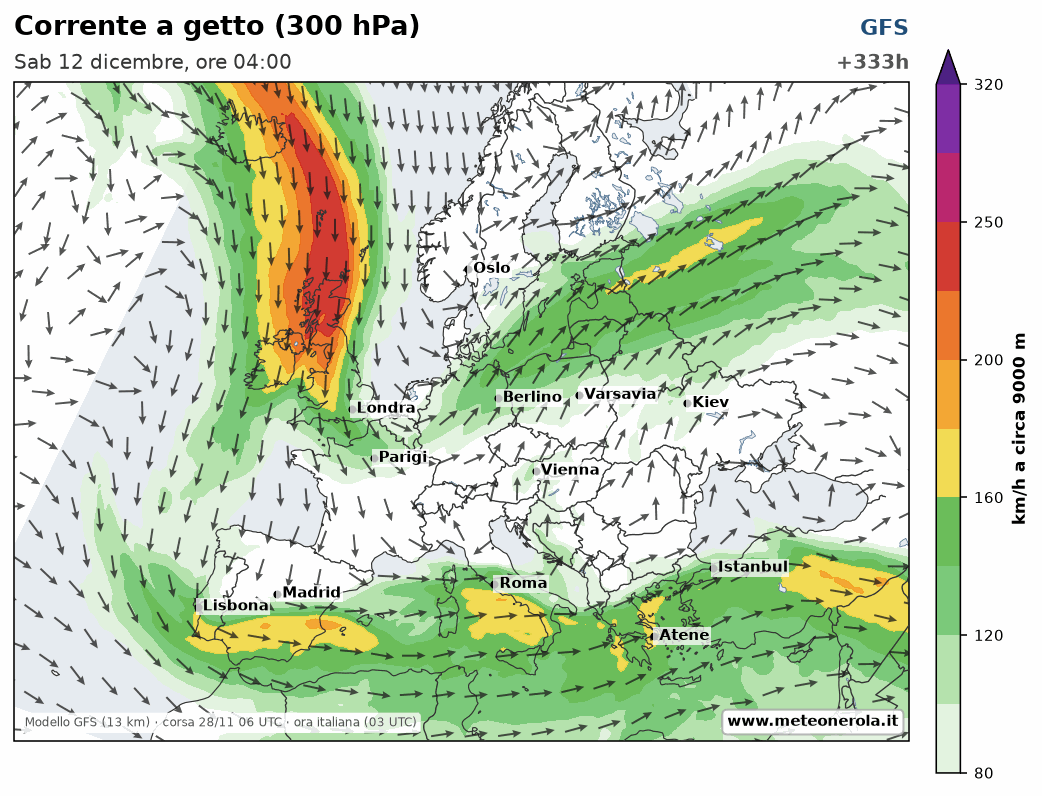 Corrente a getto (300 hPa)
GFS
Sab 12 dicembre, ore 04:00
+333h
320
250
200
160
120
80
km/h a circa 9000 m
Oslo
Londra
Berlino
Varsavia
Kiev
Parigi
Vienna
Istanbul
Roma
Madrid
Lisbona
Atene
Modello GFS (13 km) · corsa 28/11 06 UTC · ora italiana (03 UTC)
www.meteonerola.it